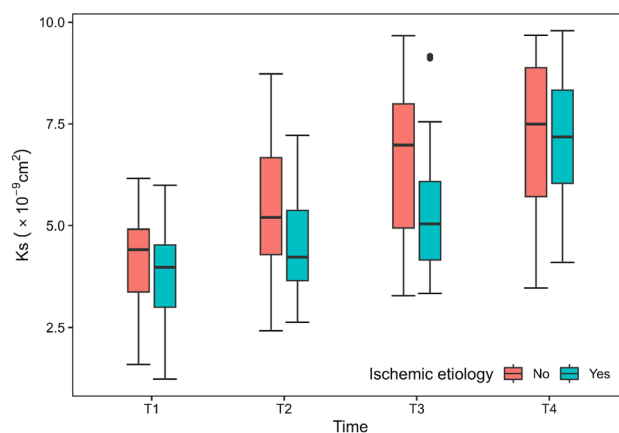 10.0
7.5
5.0
2.5
Ks ( × 10⁻⁹cm²)
Ischemic etiology No Yes
T1 T2 T3 T4
Time